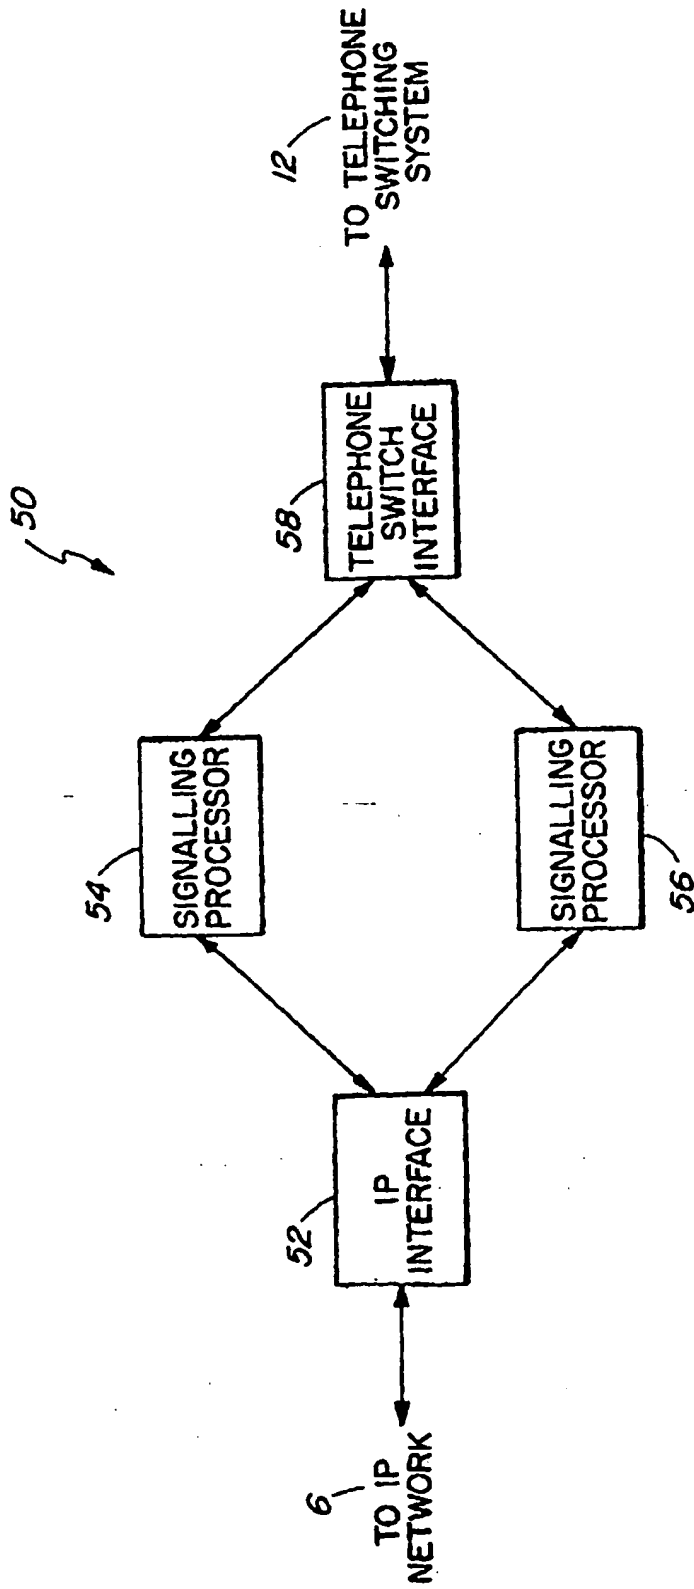 50
6
TO IP
NETWORK
52
IP
INTERFACE
54
SIGNALLING
PROCESSOR
56
SIGNALLING
PROCESSOR
58
TELEPHONE
SWITCH
INTERFACE
12
TO TELEPHONE
SWITCHING
SYSTEM